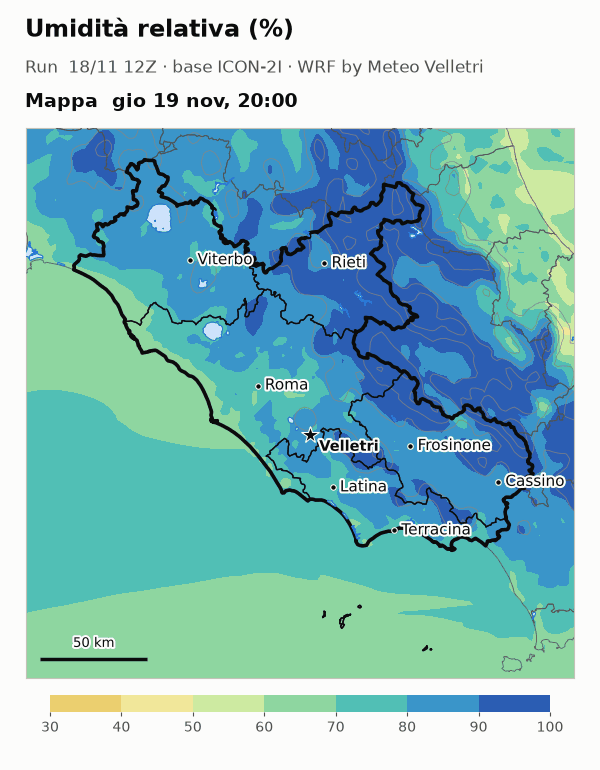 Umidità relativa (%)
Run  18/11 12Z · base ICON-2I · WRF by Meteo Velletri
Mappa  gio 19 nov, 20:00
Viterbo
Rieti
Roma
Velletri
Frosinone
Cassino
Latina
Terracina
50 km
30 40 50 60 70 80 90 100